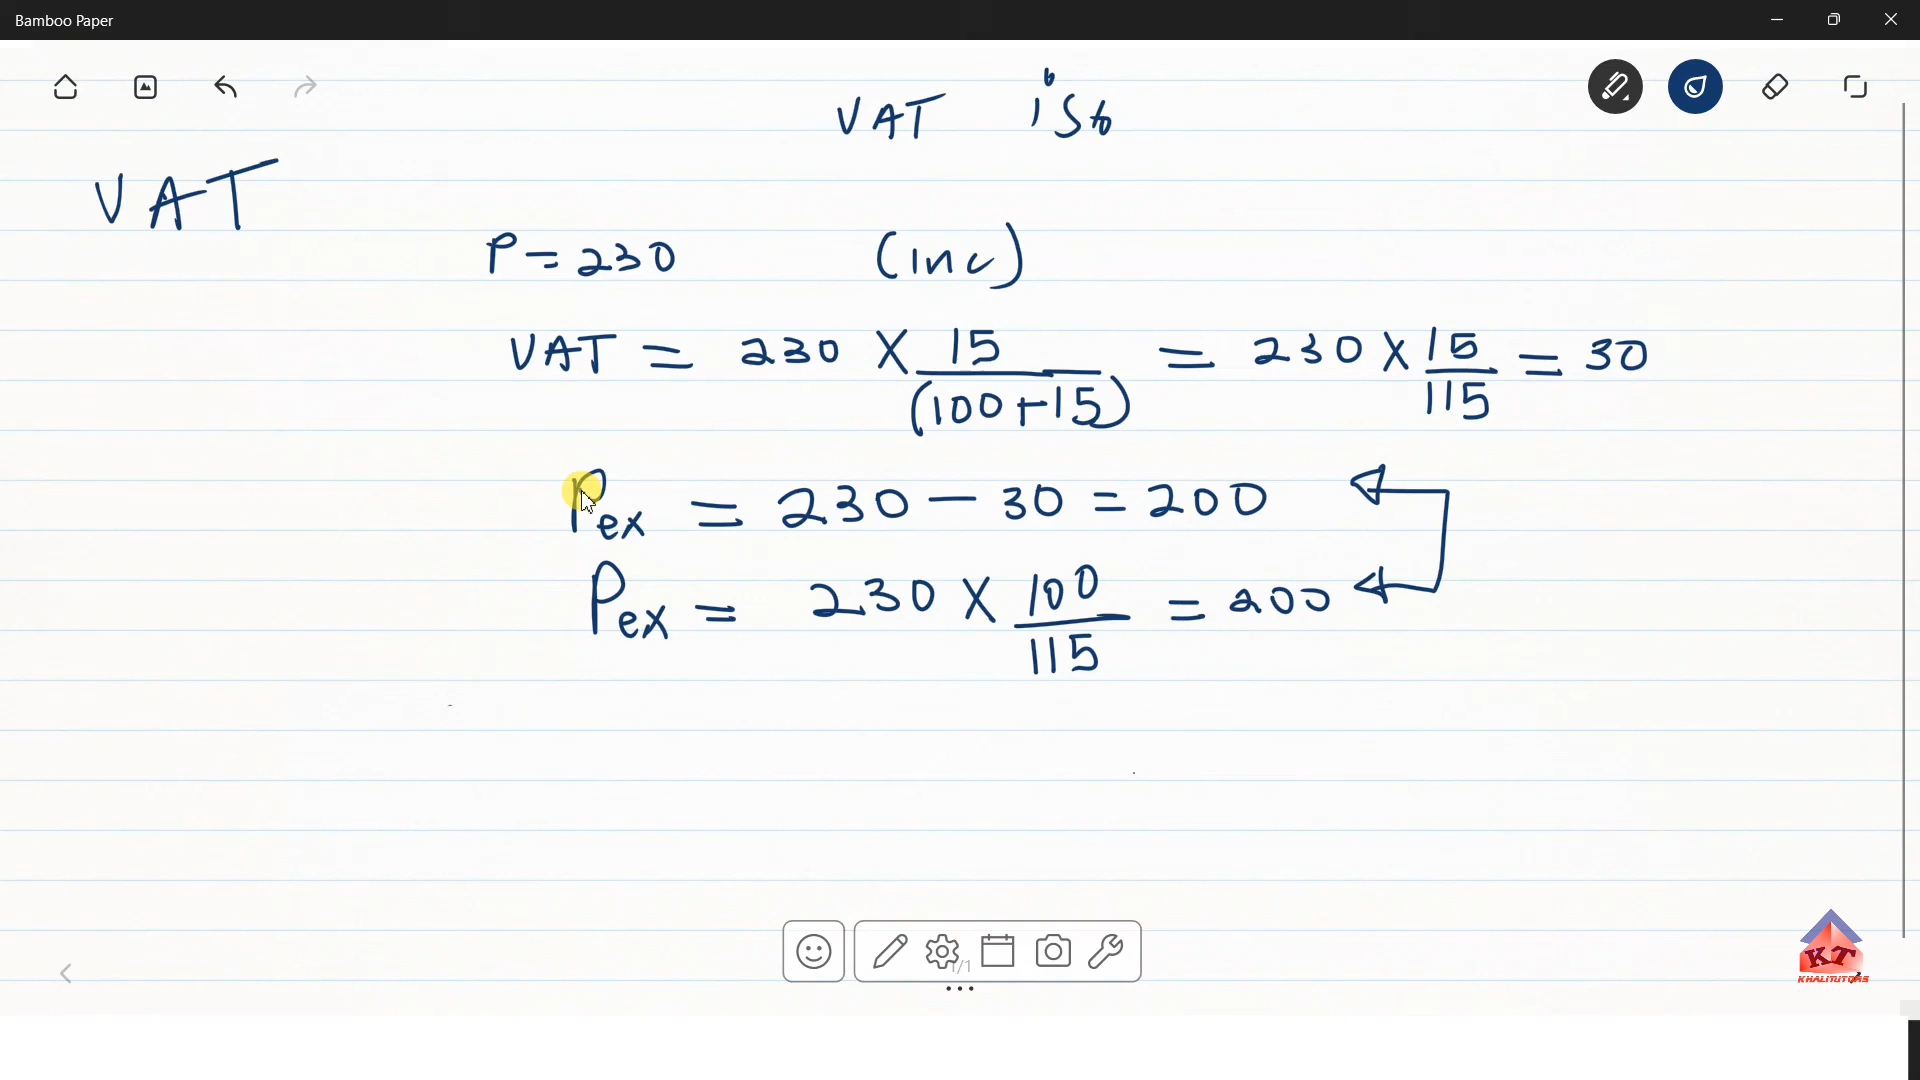 Bamboo Paper
VAT
VAT
P = 230 (inc)
VAT = 230 X 15/(100+15) = 230 X 15/115 = 30
Pex = 230 - 30 = 200
Pex = 230 X 100/115 = 200
1/1
KT
KHALITUTORS